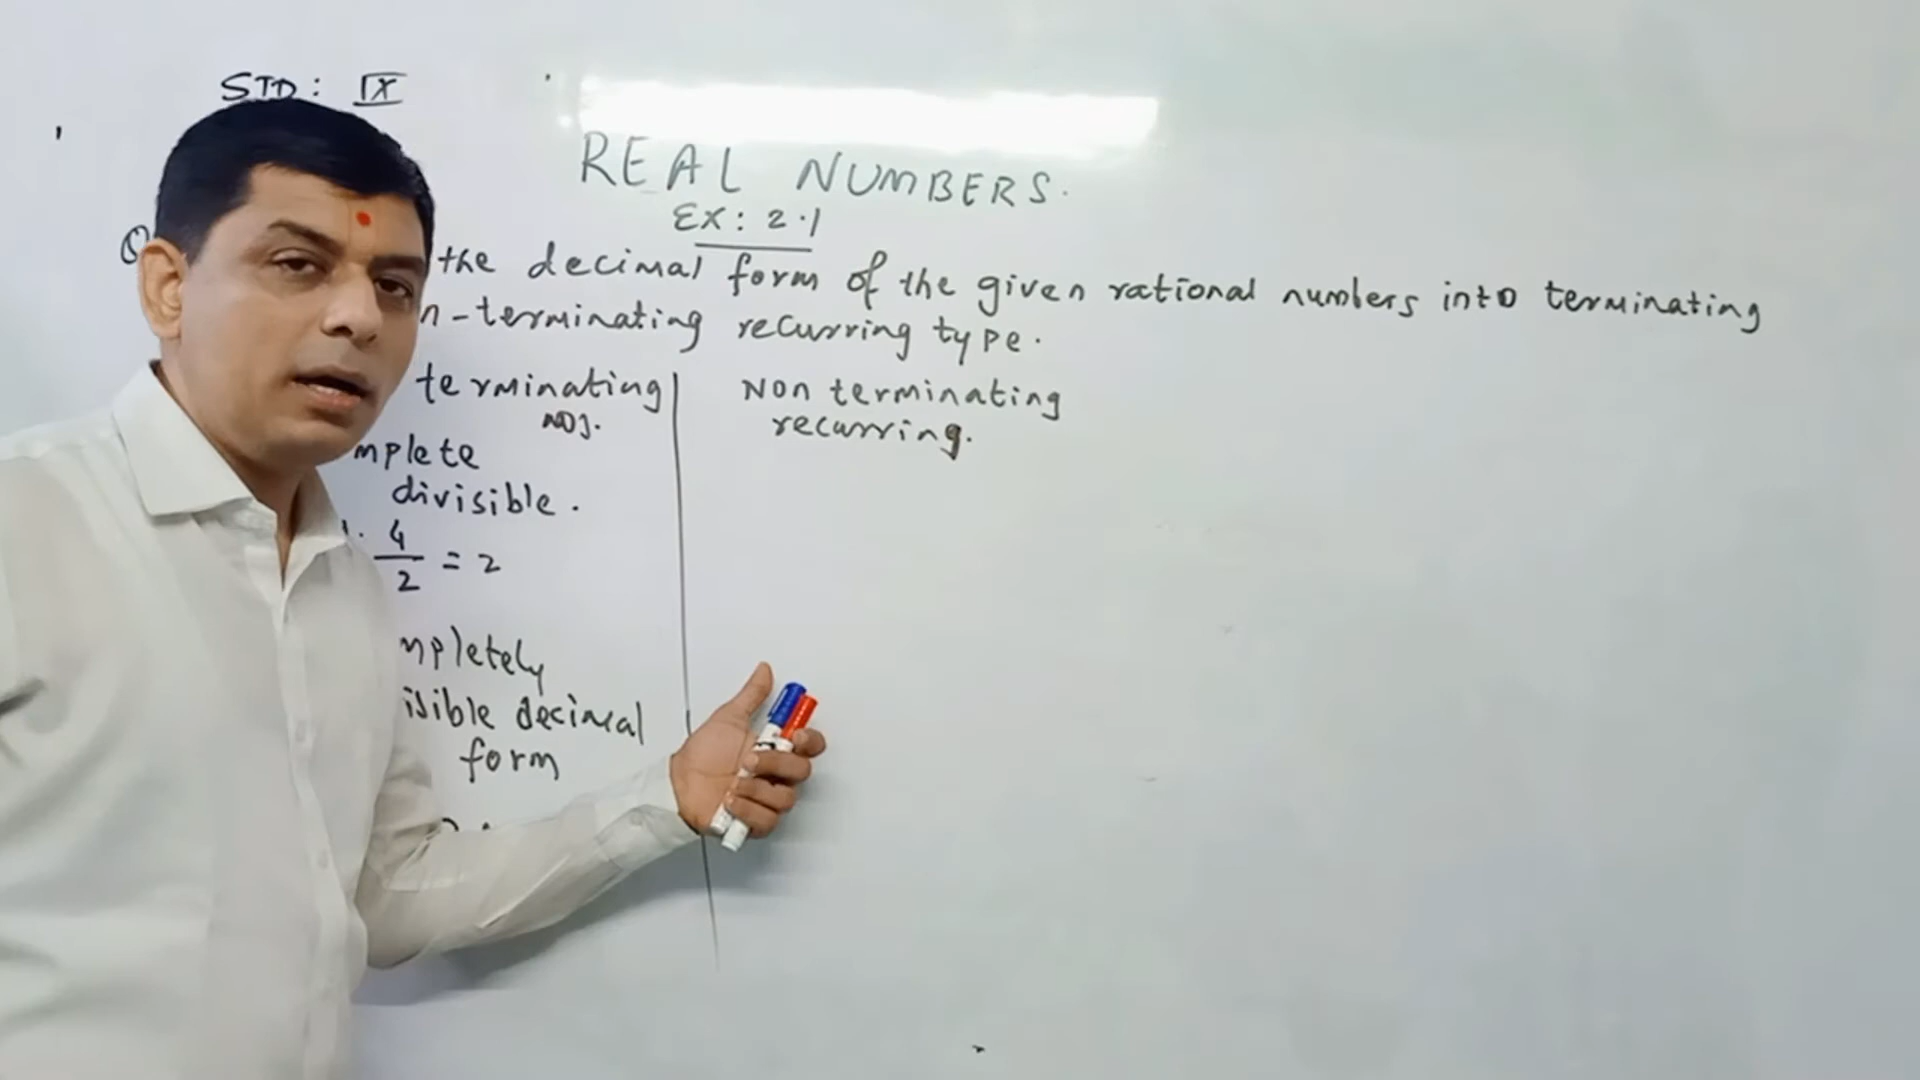 STD: IX
REAL NUMBERS.
EX: 2.1
Q the decimal form of the given rational numbers into terminating
n-terminating recurring type.
terminating
Non terminating
recurring.
mplete
divisible.
4/2 = 2
mpletely
isible decimal
form